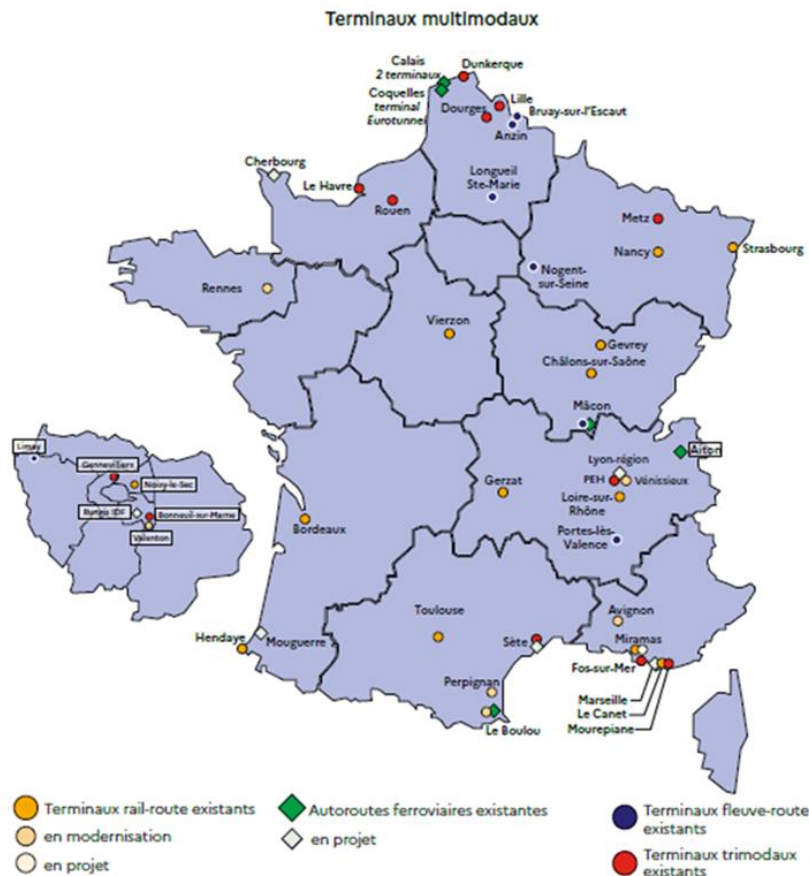 Terminaux multimodaux
Calais
2 terminaux
Dunkerque
Coquelles
terminal
Eurotunnel
Lille
Dourges
Bruay-sur-l'Escaut
Anzin
Cherbourg
Longueil
Ste-Marie
Le Havre
Rouen
Metz
Nancy
Strasbourg
Nogent-
sur-Seine
Rennes
Vierzon
Gevrey
Châlons-sur-Saône
Mâcon
Limay
Gennevilliers
Noisy-le-Sec
Rungis IDF
Bonneuil-sur-Marne
Valenton
Aiton
Lyon-région
PEH
Vénissieux
Gerzat
Loire-sur-
Rhône
Bordeaux
Portes-lès-
Valence
Toulouse
Avignon
Hendaye
Mouguerre
Sète
Miramas
Fos-sur-Mer
Perpignan
Marseille
Le Canet
Mourepiane
Le Boulou
Terminaux rail-route existants
en modernisation
en projet
Autoroutes ferroviaires existantes
en projet
Terminaux fleuve-route
existants
Terminaux trimodaux
existants